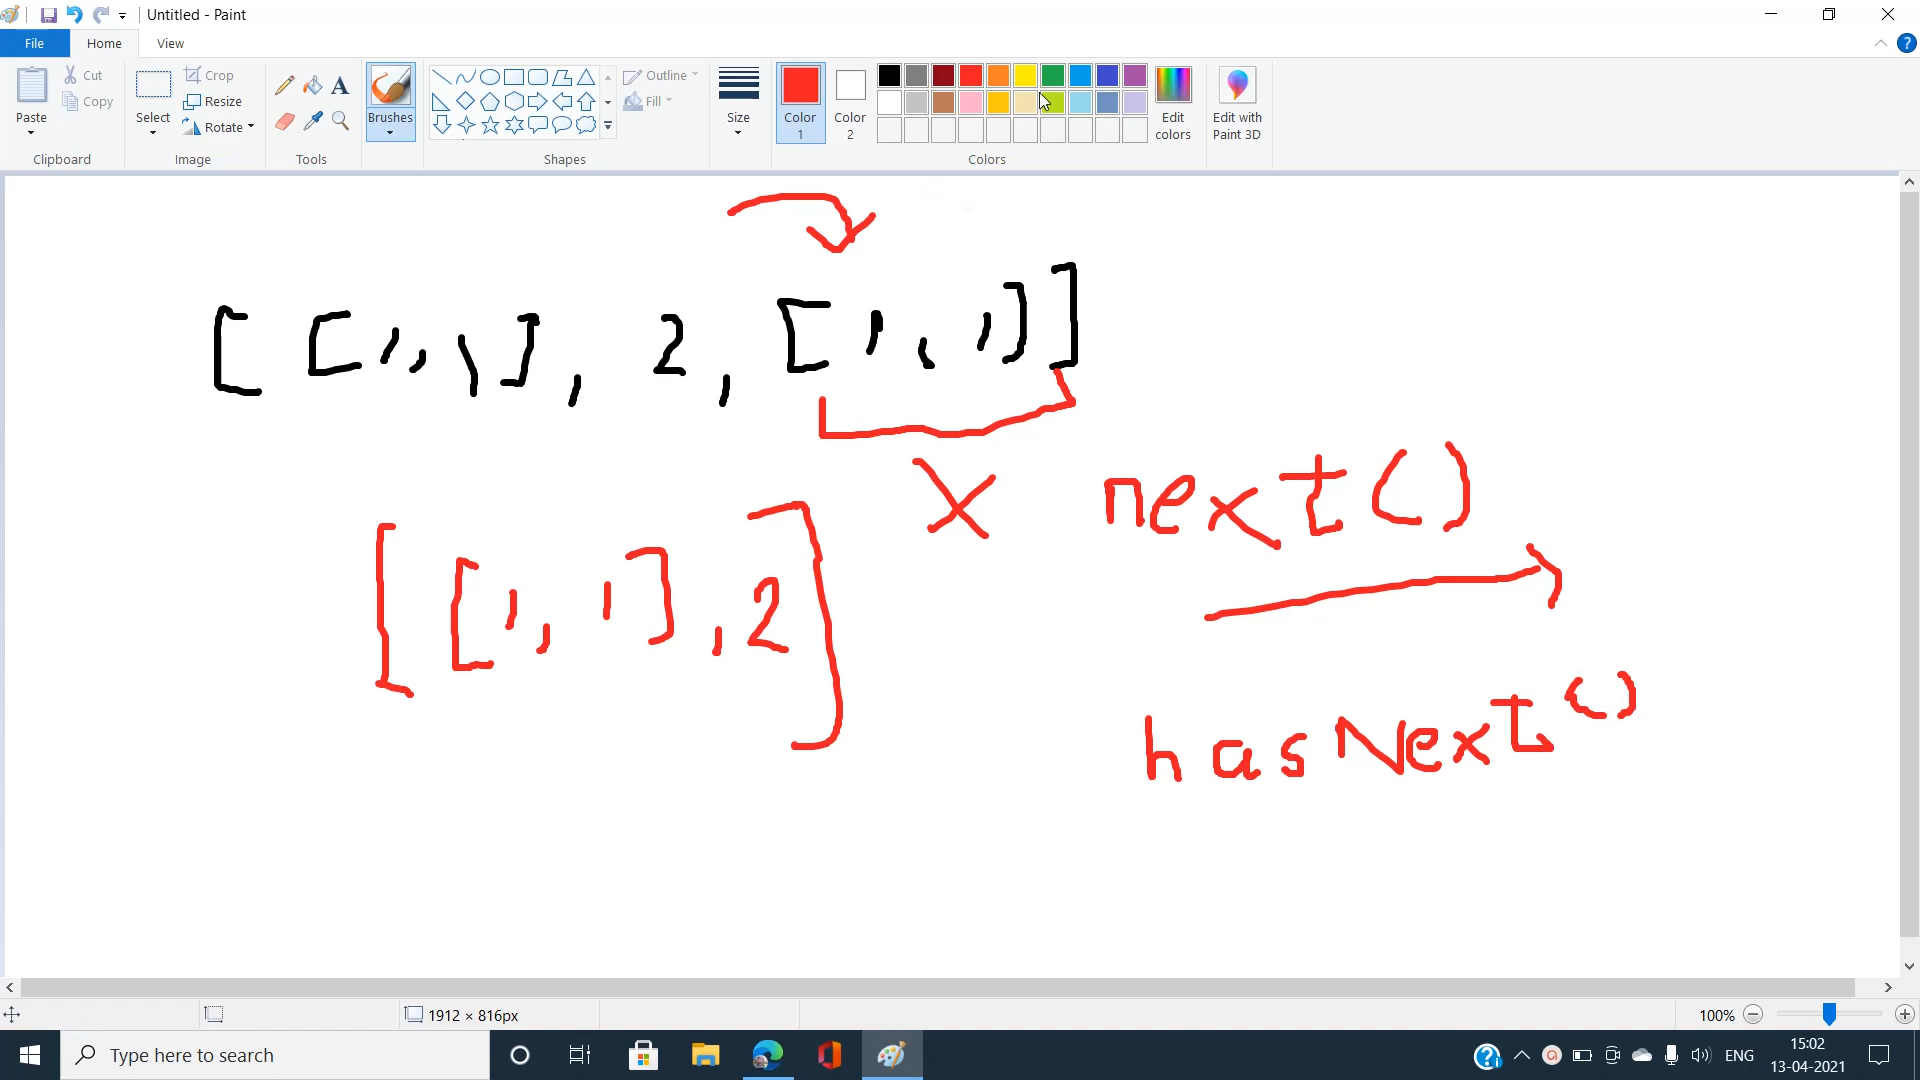 Untitled - Paint
File Home View
Paste
Cut
Copy
Clipboard
Select
Crop
Resize
Rotate
Image
Tools
Brushes
Shapes
Outline
Fill
Size
Color 1
Color 2
Colors
Edit colors
Edit with Paint 3D
[ [1,1], 2, [1,1]]
X next()
[ [1,1],2]
hasNext()
1912 × 816px
100%
Type here to search
ENG
15:02
13-04-2021